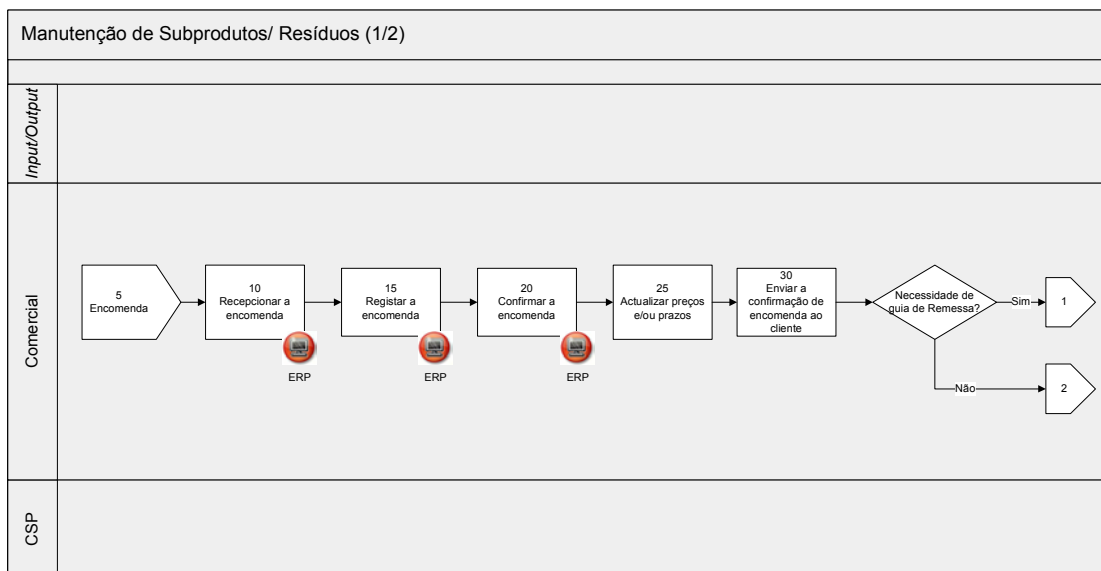 Manutenção de Subprodutos/ Resíduos (1/2)
Input/Output
Comercial
5
Encomenda
10
Recepcionar a
encomenda
ERP
15
Registar a
encomenda
ERP
20
Confirmar a
encomenda
ERP
25
Actualizar preços
e/ou prazos
30
Enviar a
confirmação de
encomenda ao
cliente
Necessidade de
guia de Remessa?
Sim
1
Não
2
CSP